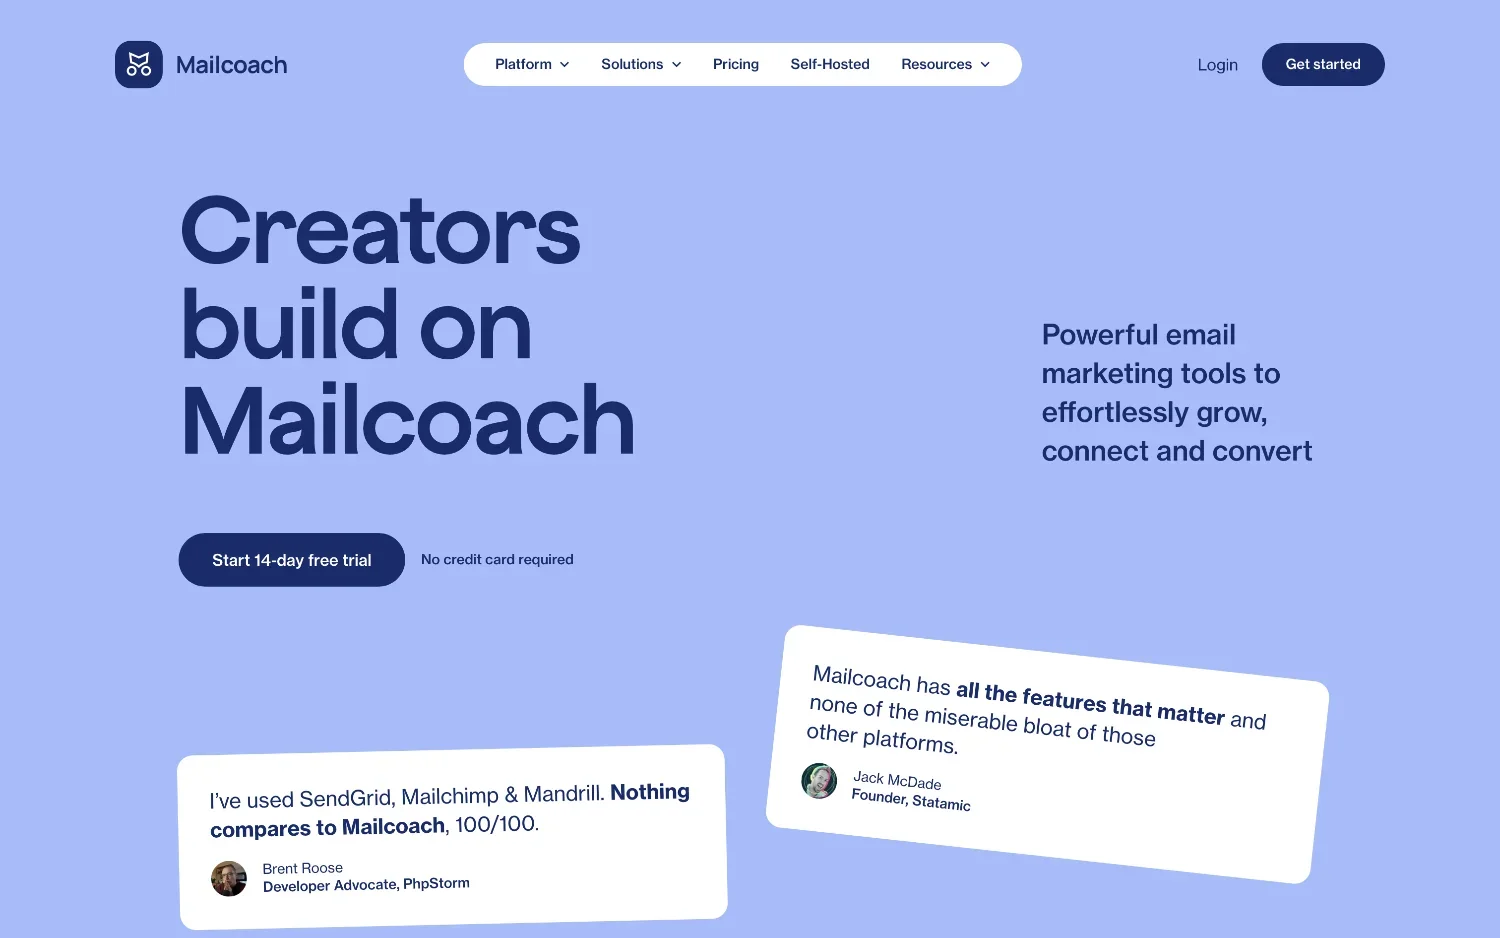 Mailcoach
Platform
Solutions
Pricing
Self-Hosted
Resources
Login
Get started
Creators
build on
Mailcoach
Powerful email
marketing tools to
effortlessly grow,
connect and convert
Start 14-day free trial
No credit card required
Mailcoach has all the features that matter and
none of the miserable bloat of those
other platforms.
Jack McDade
Founder, Statamic
I’ve used SendGrid, Mailchimp & Mandrill. Nothing
compares to Mailcoach, 100/100.
Brent Roose
Developer Advocate, PhpStorm